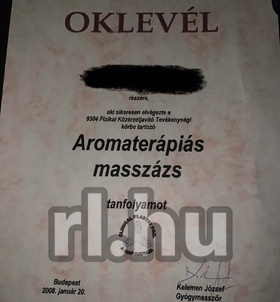 OKLEVÉL
részére,
aki sikeresen elvégezte a
9304 Fizikai Közérzetjavító Tevékenységi
körbe tartozó
Aromaterápiás
masszázs
tanfolyamot
rl.hu
Budapest
2008. január 20.
Kelemen József
Gyógymasszőr